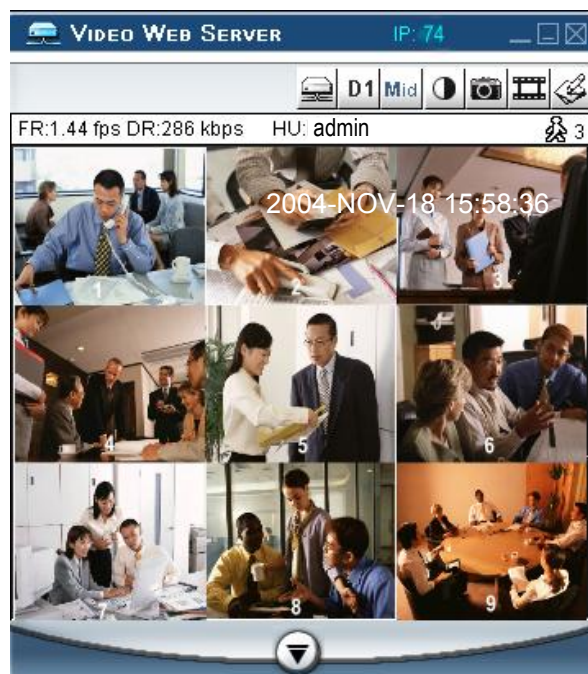 VIDEO WEB SERVER IP: 74
D1 Mid
FR:1.44 fps DR:286 kbps HU: admin 3
2004-NOV-18 15:58:36
1 2 3
4 5 6
7 8 9